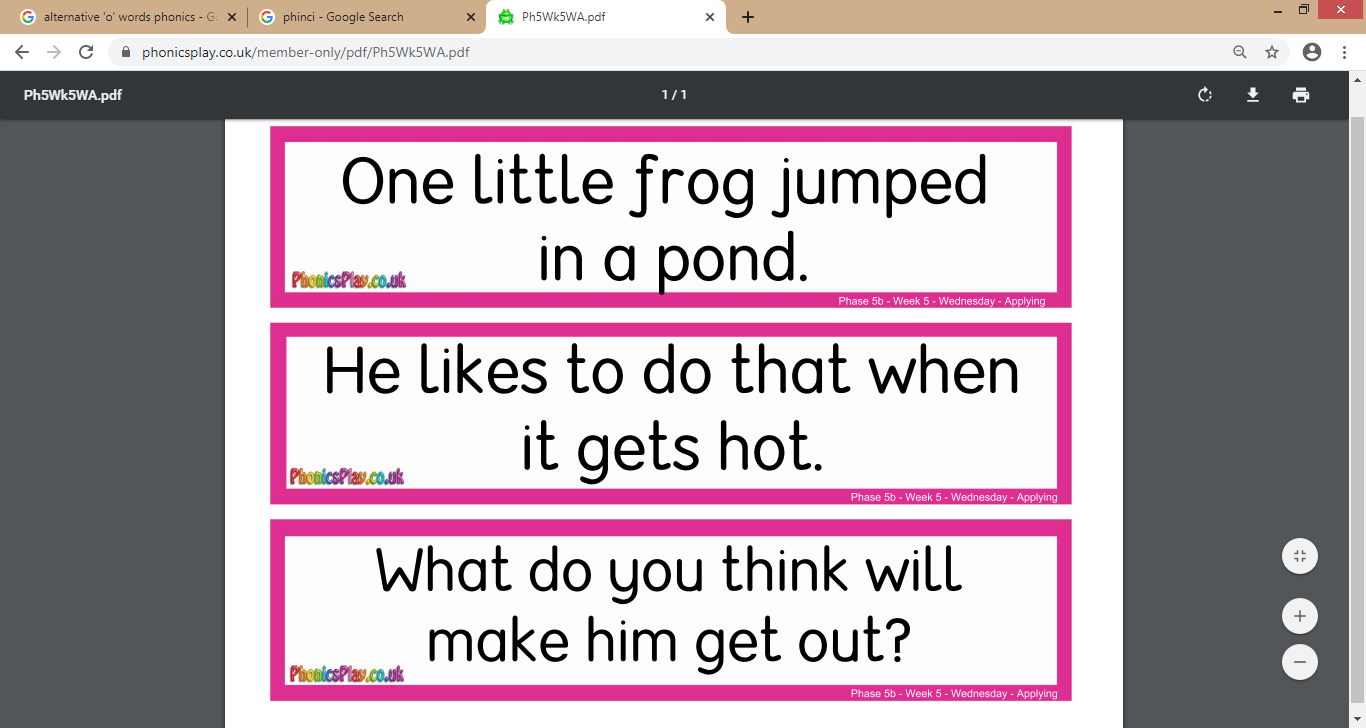 alternative 'o' words phonics - Go
phinci - Google Search
Ph5Wk5WA.pdf
phonicsplay.co.uk/member-only/pdf/Ph5Wk5WA.pdf
Ph5Wk5WA.pdf
1 / 1
One little frog jumped
in a pond.
PhonicsPlay.co.uk
Phase 5b - Week 5 - Wednesday - Applying
He likes to do that when
it gets hot.
PhonicsPlay.co.uk
Phase 5b - Week 5 - Wednesday - Applying
What do you think will
make him get out?
PhonicsPlay.co.uk
Phase 5b - Week 5 - Wednesday - Applying